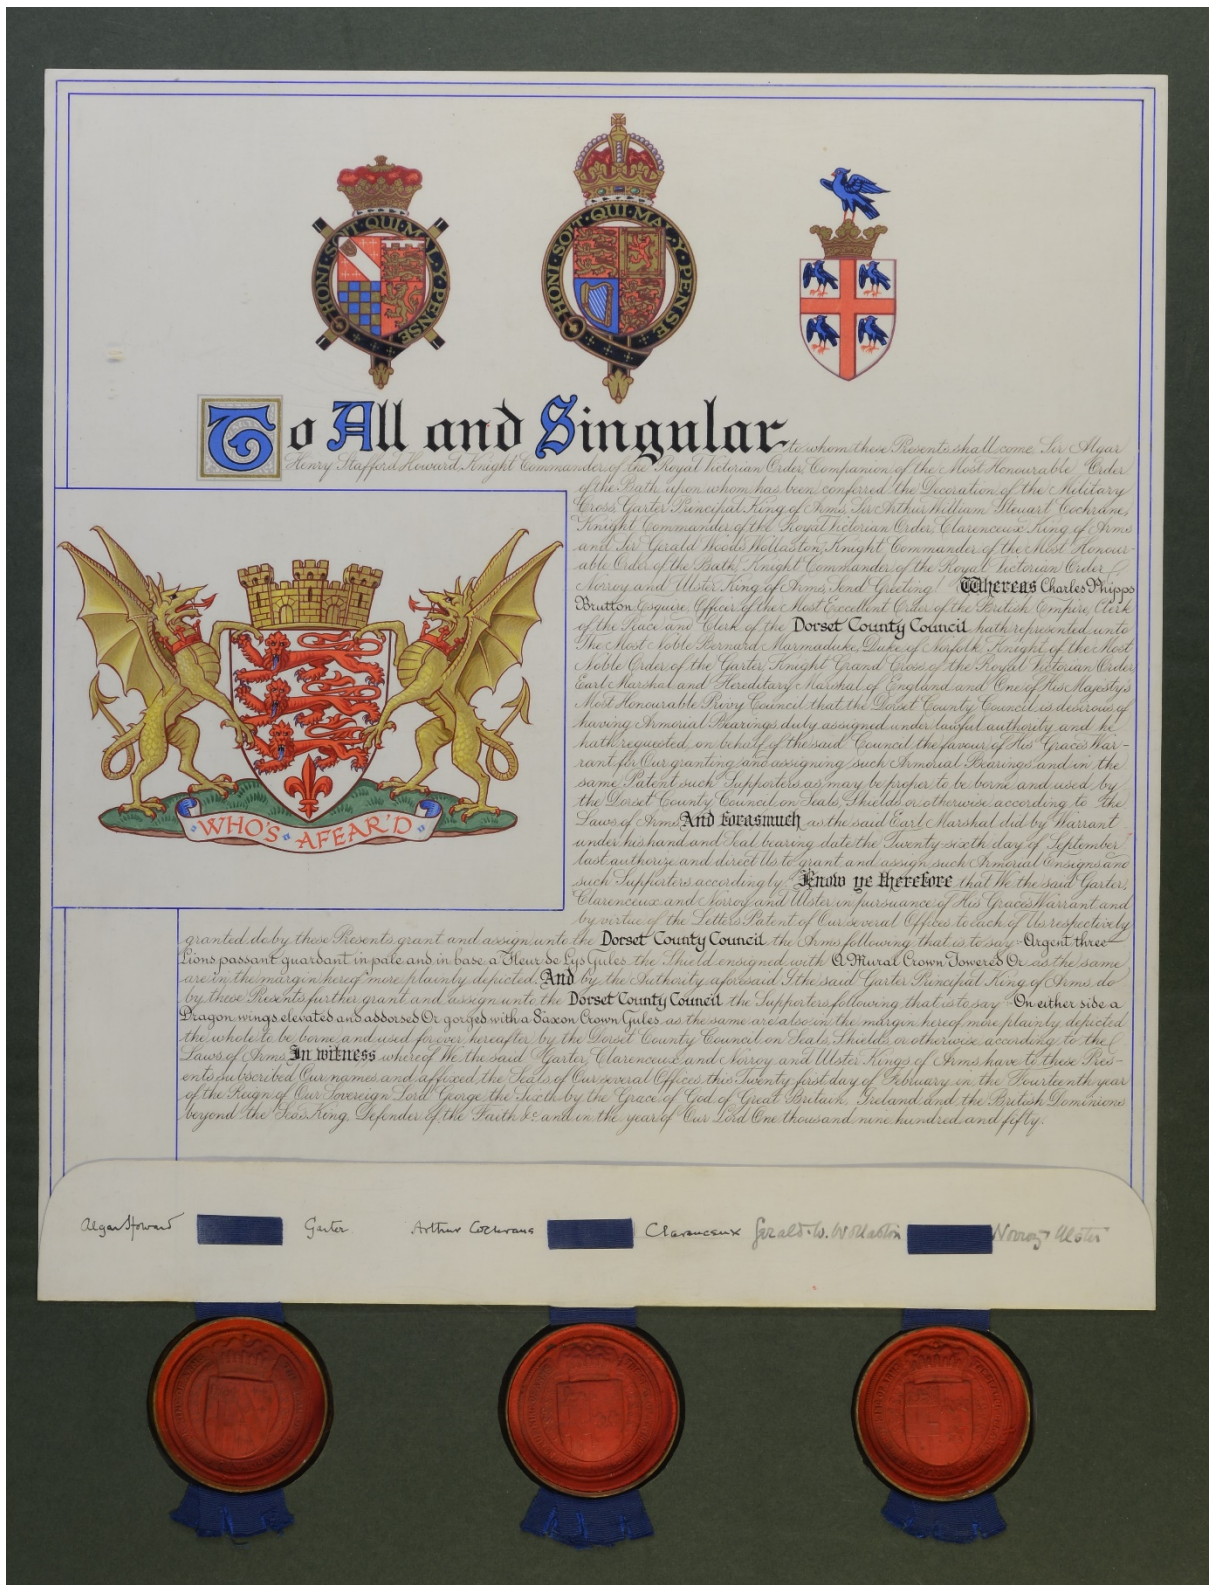 HONI·SOIT·QUI·MAL·Y·PENSE
HONI·SOIT·QUI·MAL·Y·PENSE
To All and Singular to whom these Presents shall come Sir Algar
Henry Stafford Howard, Knight Commander of the Royal Victorian Order, Companion of the Most Honourable Order
of the Bath upon whom has been conferred the Decoration of the Military
Cross, Garter Principal King of Arms, Sir Arthur William Steuart Cochrane,
Knight Commander of the Royal Victorian Order, Clarenceux King of Arms
and Sir Gerald Woods Wollaston, Knight Commander of the Most Honour-
able Order of the Bath, Knight Commander of the Royal Victorian Order
Norroy and Ulster King of Arms, Send Greeting Whereas Charles Phipps
Brutton Esquire, Officer of the Most Excellent Order of the British Empire, Clerk
of the Peace and Clerk of the Dorset County Council hath represented unto
The Most Noble Bernard Marmaduke, Duke of Norfolk, Knight of the Most
Noble Order of the Garter, Knight Grand Cross of the Royal Victorian Order
Earl Marshal and Hereditary Marshal of England and One of His Majesty's
Most Honourable Privy Council that the Dorset County Council is desirous of
having Armorial Bearings duly assigned under lawful authority and he
hath requested, on behalf of the said Council the favour of His Grace's War-
rant for Our granting and assigning such Armorial Bearings and in the
same Patent such Supporters as may be proper to be borne and used by
the Dorset County Council on Seals, Shields or otherwise according to the
Laws of Arms And forasmuch as the said Earl Marshal did by Warrant
under his hand and Seal bearing date the Twenty sixth day of September
last authorize and direct Us to grant and assign such Armorial Ensigns and
such Supporters accordingly Know ye therefore that We the said Garter,
Clarenceux and Norroy and Ulster in pursuance of His Grace's Warrant and
by virtue of the Letters Patent of Our several Offices to each of Us respectively
granted do by these Presents grant and assign unto the Dorset County Council the Arms following that is to say Argent three
Lions passant guardant in pale and in base a Fleur de Lys Gules, the Shield ensigned with A Mural Crown Towered Or as the same
are in the margin hereof more plainly depicted. And by the Authority aforesaid I the said Garter Principal King of Arms do
by these Presents further grant and assign unto the Dorset County Council the Supporters following that is to say On either side a
Dragon wings elevated and addorsed Or gorged with a Saxon Crown Gules as the same are also in the margin hereof more plainly depicted
the whole to be borne and used for ever hereafter by the Dorset County Council on Seals, Shields or otherwise according to the
Laws of Arms In witness whereof We the said Garter, Clarenceux and Norroy and Ulster Kings of Arms have to these Pres-
ents subscribed Our names and affixed the Seals of Our several Offices this Twenty first day of February in the Fourteenth year
of the Reign of Our Sovereign Lord George the Sixth by the Grace of God of Great Britain, Ireland and the British Dominions
beyond the Seas King, Defender of the Faith &c and in the year of Our Lord One thousand nine hundred and fifty.
WHO'S AFEAR'D
Algar Howard Garter Arthur Cochrane Clarenceux Gerald W. Wollaston Norroy & Ulster